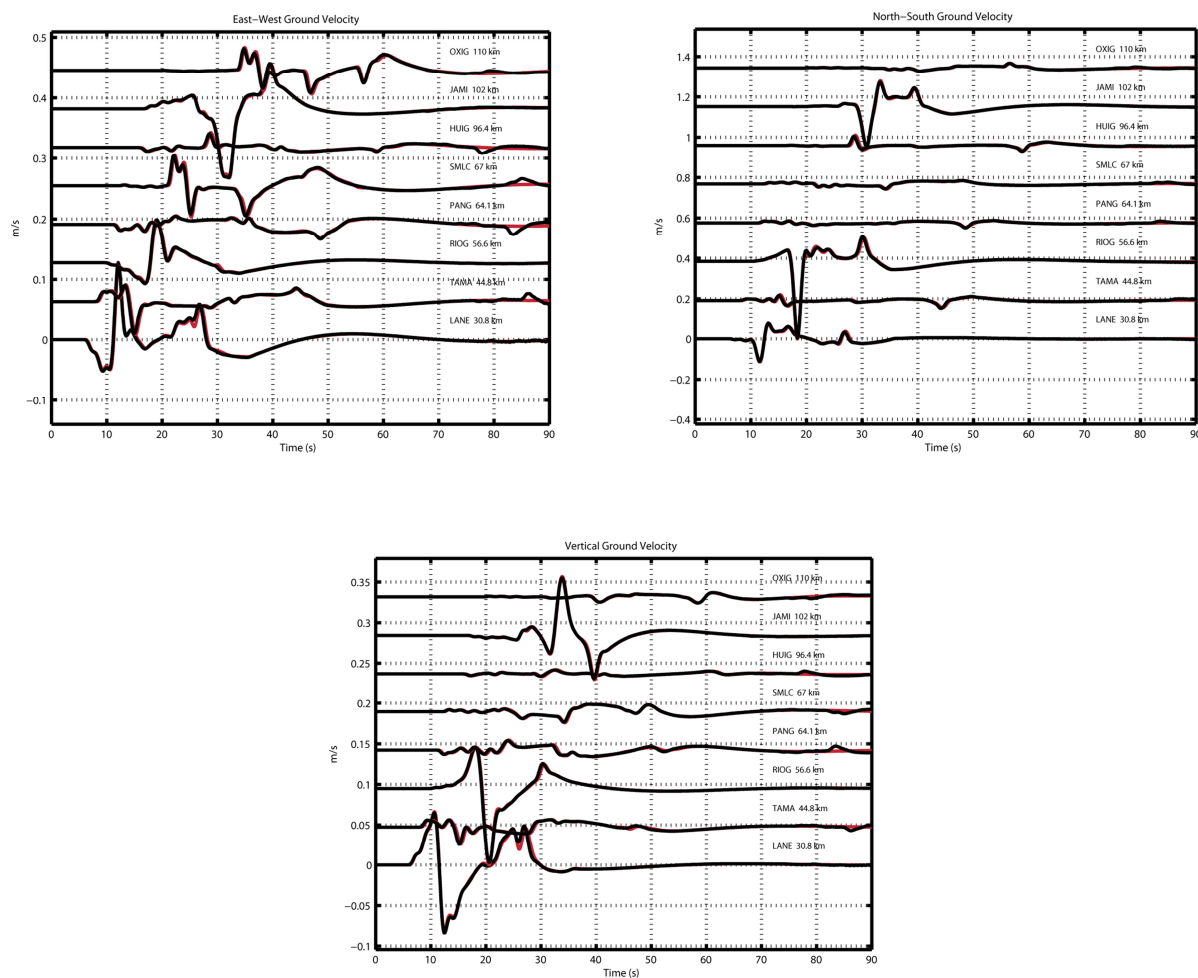 East−West Ground Velocity
0.5
0.4
0.3
0.2
0.1
0
−0.1
m/s
OXIG 110 km
JAMI 102 km
HUIG 96.4 km
SMLC 67 km
PANG 64.1 km
RIOG 56.6 km
TAMA 44.8 km
LANE 30.8 km
0 10 20 30 40 50 60 70 80 90
Time (s)
North−South Ground Velocity
1.4
1.2
1
0.8
0.6
0.4
0.2
0
−0.2
−0.4
m/s
OXIG 110 km
JAMI 102 km
HUIG 96.4 km
SMLC 67 km
PANG 64.1 km
RIOG 56.6 km
TAMA 44.8 km
LANE 30.8 km
0 10 20 30 40 50 60 70 80 90
Time (s)
Vertical Ground Velocity
0.35
0.3
0.25
0.2
0.15
0.1
0.05
0
−0.05
−0.1
m/s
OXIG 110 km
JAMI 102 km
HUIG 96.4 km
SMLC 67 km
PANG 64.1 km
RIOG 56.6 km
TAMA 44.8 km
LANE 30.8 km
0 10 20 30 40 50 60 70 80 90
Time (s)